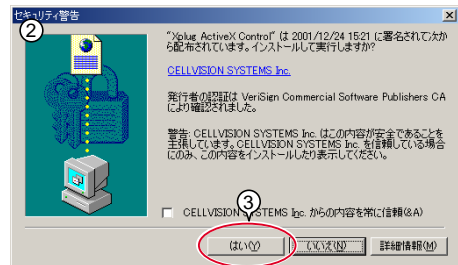 セキュリティ警告
②
"Xplug ActiveX Control" は 2001/12/24 15:21 に署名されて次か
ら配布されています。インストールして実行しますか?
CELLVISION SYSTEMS Inc.
発行者の認証は VeriSign Commercial Software Publishers CA
により確認されました。
警告: CELLVISION SYSTEMS Inc. はこの内容が安全であることを
主張しています。CELLVISION SYSTEMS Inc. を信頼している場合
にのみ、この内容をインストールしたり表示してください。
CELLVISION SYSTEMS Inc. からの内容を常に信頼(&A)
③
はい(Y)
いいえ(N)
詳細情報(M)